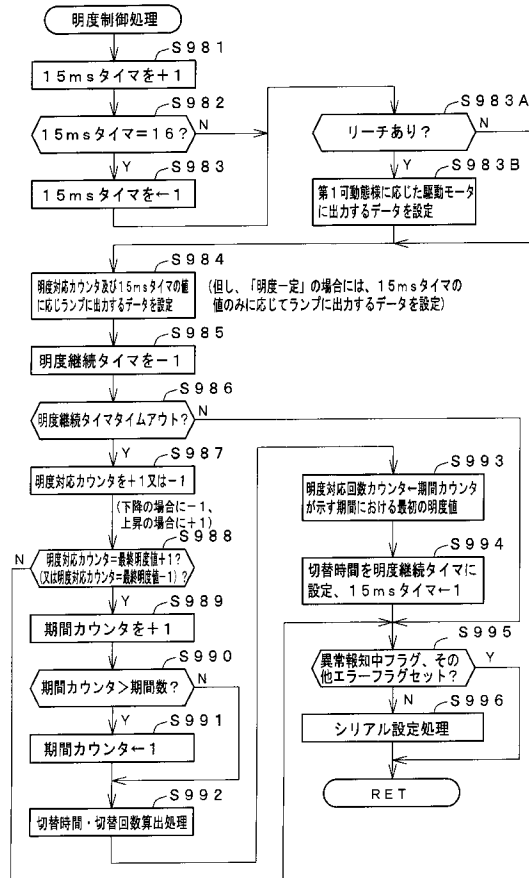 明度制御処理
S981
15msタイマを+1
S982
15msタイマ=16?
N
Y
S983
15msタイマを←1
S983A
リーチあり?
N
Y
S983B
第1可動態様に応じた駆動モータ
に出力するデータを設定
S984
明度対応カウンタ及び15msタイマの値
に応じランプに出力するデータを設定
(但し、「明度一定」の場合には、15msタイマの
値のみに応じてランプに出力するデータを設定)
S985
明度継続タイマを-1
S986
明度継続タイマタイムアウト?
N
Y
S987
明度対応カウンタを+1又は-1
(下降の場合に-1、
上昇の場合に+1)
S988
N
明度対応カウンタ=最終明度値+1?
(又は明度対応カウンタ=最終明度値-1)?
Y
S989
期間カウンタを+1
S990
期間カウンタ>期間数?
N
Y
S991
期間カウンタ←1
S992
切替時間・切替回数算出処理
S993
明度対応回数カウンタ←期間カウンタ
が示す期間における最初の明度値
S994
切替時間を明度継続タイマに
設定、15msタイマ←1
S995
異常報知中フラグ、その
他エラーフラグセット?
Y
N
S996
シリアル設定処理
RET